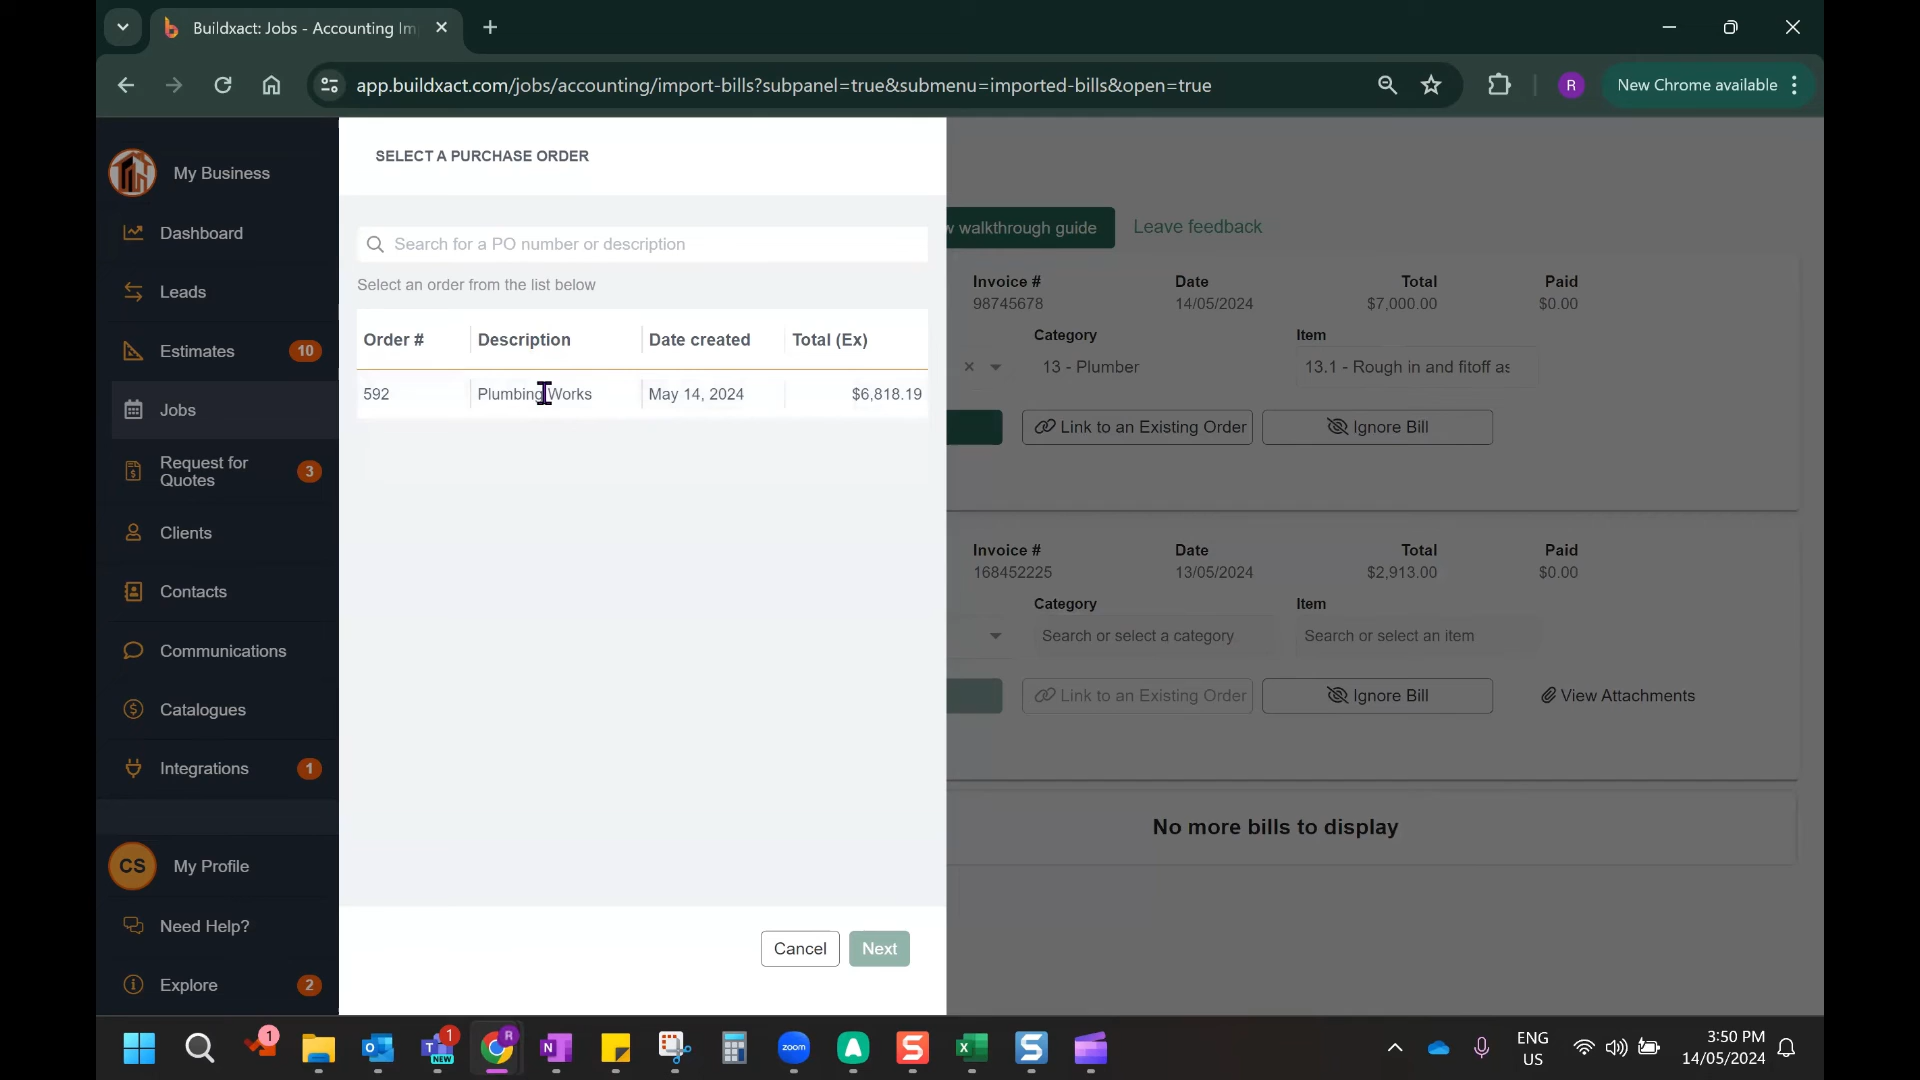 Buildxact: Jobs - Accounting Im
app.buildxact.com/jobs/accounting/import-bills?subpanel=true&submenu=imported-bills&open=true
R
New Chrome available
My Business
Dashboard
Leads
Estimates
10
Jobs
Request for
Quotes
3
Clients
Contacts
Communications
Catalogues
Integrations
1
CS
My Profile
Need Help?
Explore
2
SELECT A PURCHASE ORDER
Search for a PO number or description
Select an order from the list below
Order # Description Date created Total (Ex)
592 Plumbing Works May 14, 2024 $6,818.19
Cancel
Next
walkthrough guide
Leave feedback
Invoice # Date Total Paid
98745678 14/05/2024 $7,000.00 $0.00
Category Item
13 - Plumber 13.1 - Rough in and fitoff as
Link to an Existing Order
Ignore Bill
Invoice # Date Total Paid
168452225 13/05/2024 $2,913.00 $0.00
Category Item
Search or select a category Search or select an item
Link to an Existing Order
Ignore Bill
View Attachments
No more bills to display
1
1
NEW
R
zoom
ENG
US
3:50 PM
14/05/2024